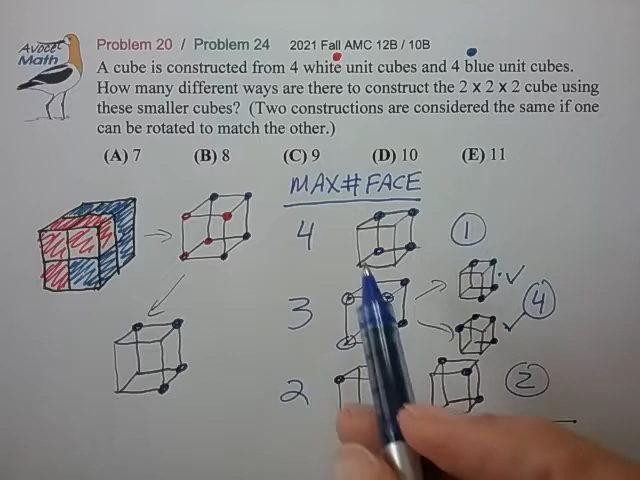 Avocet
Math
Problem 20 / Problem 24 2021 Fall AMC 12B / 10B
A cube is constructed from 4 white unit cubes and 4 blue unit cubes.
How many different ways are there to construct the 2 x 2 x 2 cube using
these smaller cubes? (Two constructions are considered the same if one
can be rotated to match the other.)
(A) 7 (B) 8 (C) 9 (D) 10 (E) 11
MAX # FACE
4 1
3 4
2 2